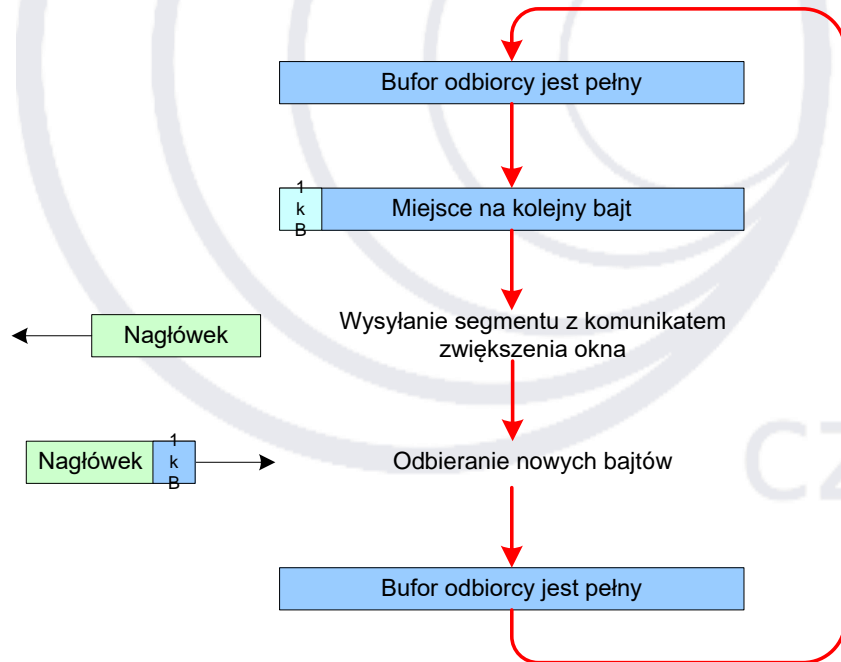 Bufor odbiorcy jest pełny
1
k
B
Miejsce na kolejny bajt
Wysyłanie segmentu z komunikatem
zwiększenia okna
Nagłówek
Nagłówek
1
k
B
Odbieranie nowych bajtów
CZ
Bufor odbiorcy jest pełny